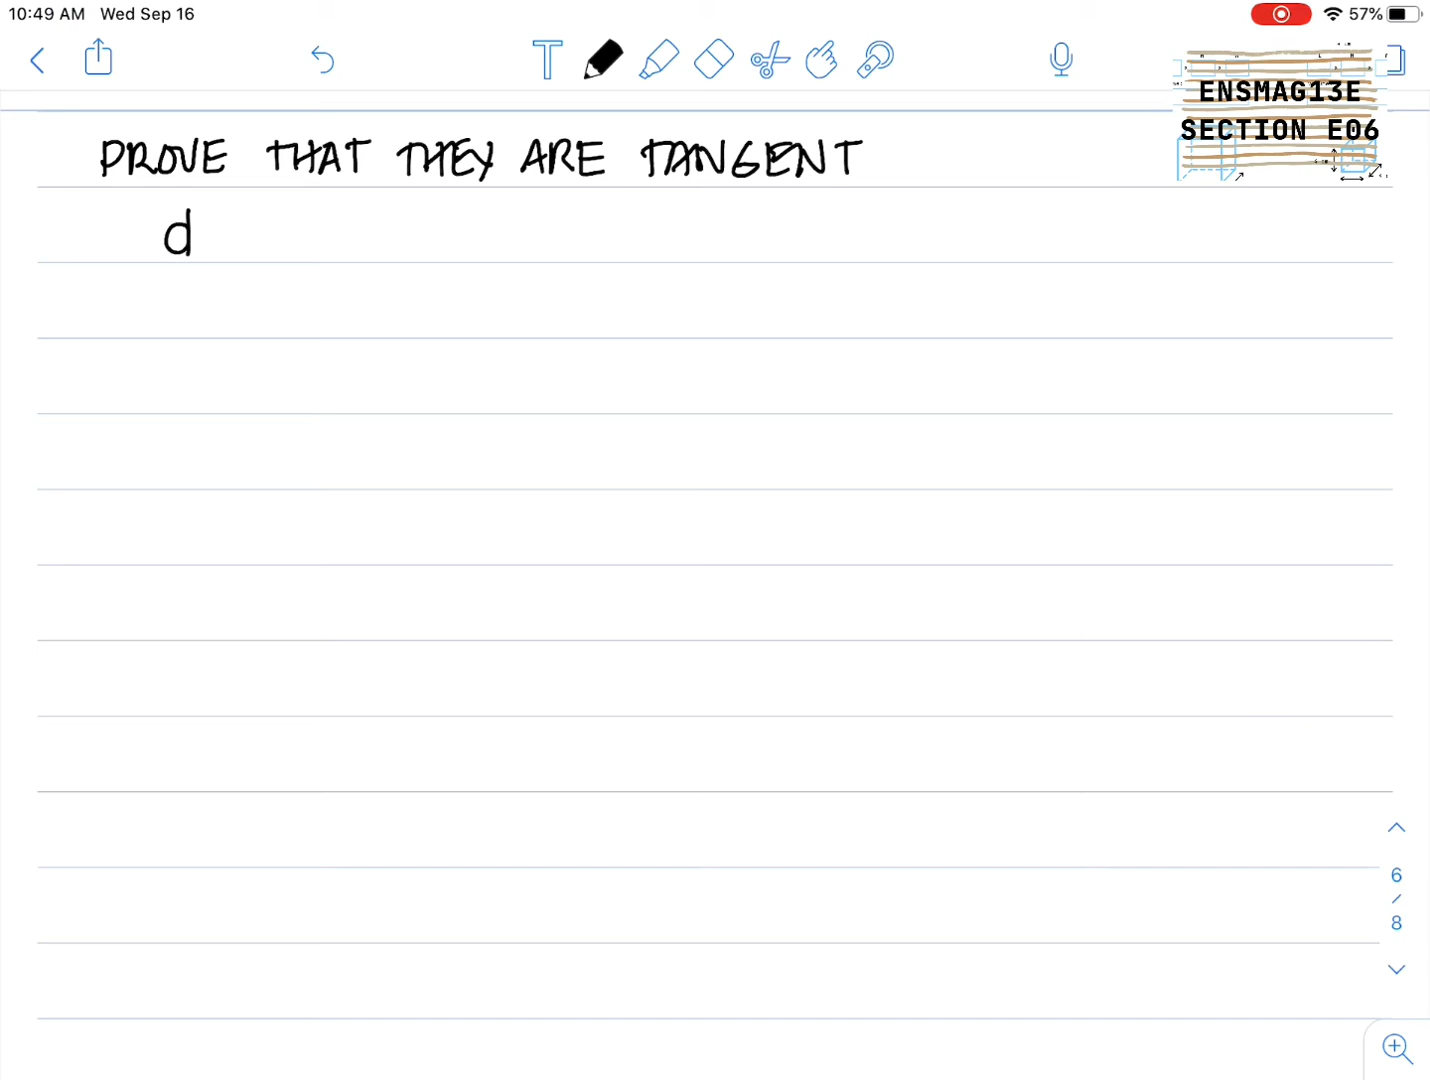 10:49 AM Wed Sep 16
57%
T
ENSMAG13E
SECTION E06
PROVE THAT THEY ARE TANGENT
d
6
/
8